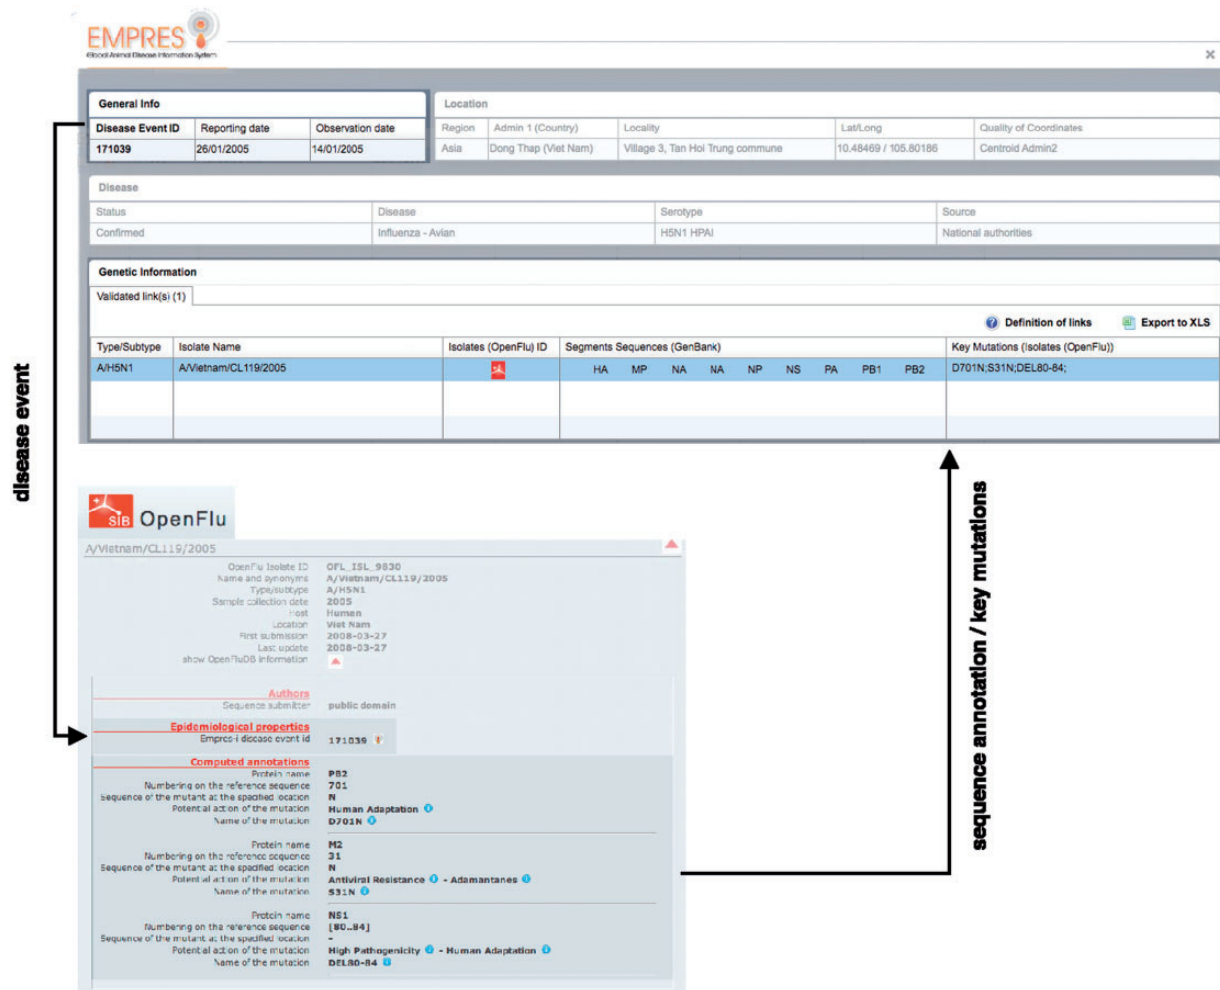 EMPRES
Global Animal Disease Information System
×
General Info
Disease Event ID Reporting date Observation date
171039 26/01/2005 14/01/2005
Location
Region Admin 1 (Country) Locality Lat/Long Quality of Coordinates
Asia Dong Thap (Viet Nam) Village 3, Tan Hoi Trung commune 10.48469 / 105.80186 Centroid Admin2
Disease
Status Disease Serotype Source
Confirmed Influenza - Avian H5N1 HPAI National authorities
Genetic Information
Validated link(s) (1)
Definition of links Export to XLS
Type/Subtype Isolate Name Isolates (OpenFlu) ID Segments Sequences (GenBank) Key Mutations (Isolates (OpenFlu))
A/H5N1 A/Vietnam/CL119/2005 HA MP NA NA NP NS PA PB1 PB2 D701N;S31N;DEL80-84;
disease event
sequence annotation / key mutations
SIB OpenFlu
A/Vietnam/CL119/2005
OpenFlu Isolate ID OFL_ISL_9830
Name and synonyms A/Vietnam/CL119/2005
Type/subtype A/H5N1
Sample collection date 2005
Host Human
Location Viet Nam
First submission 2008-03-27
Last update 2008-03-27
show OpenFluDB information
Authors
Sequence submitter public domain
Epidemiological properties
Empres-i disease event id 171039
Computed annotations
Protein name PB2
Numbering on the reference sequence 701
Sequence of the mutant at the specified location N
Potential action of the mutation Human Adaptation
Name of the mutation D701N
Protein name M2
Numbering on the reference sequence 31
Sequence of the mutant at the specified location N
Potential action of the mutation Antiviral Resistance - Adamantanes
Name of the mutation S31N
Protein name NS1
Numbering on the reference sequence [80..84]
Sequence of the mutant at the specified location -
Potential action of the mutation High Pathogenicity - Human Adaptation
Name of the mutation DEL80-84